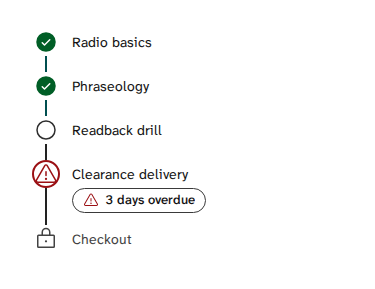 Radio basics
Phraseology
Readback drill
Clearance delivery
3 days overdue
Checkout